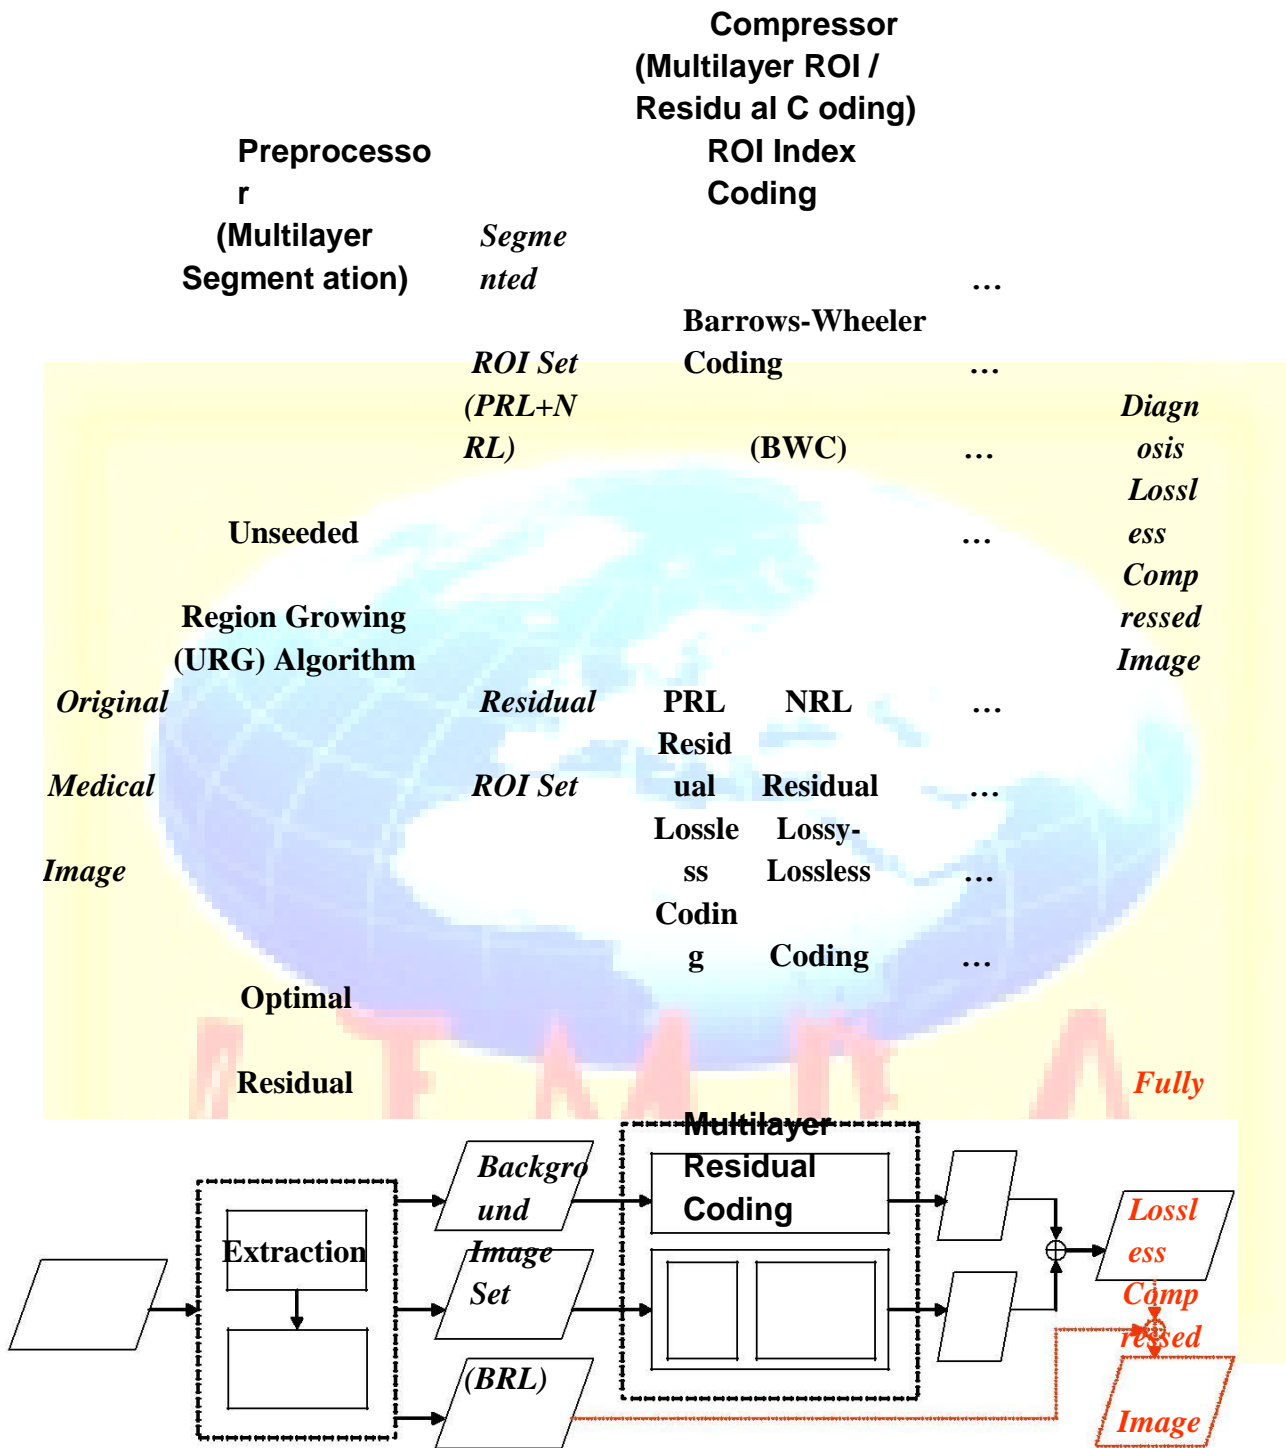 Compressor
(Multilayer ROI /
Residu al C oding)
Preprocesso
ROI Index
r
Coding
(Multilayer
Segme
Segment ation)
nted
…
Barrows-Wheeler
ROI Set
Coding
…
(PRL+N
Diagn
RL)
(BWC)
…
osis
Lossl
Unseeded
…
ess
Comp
Region Growing
ressed
(URG) Algorithm
Image
Original
Residual
PRL
NRL
…
Resid
Medical
ROI Set
ual
Residual
…
Lossle
Lossy-
Image
ss
Lossless
…
Codin
g
Coding
…
Optimal
Residual
Fully
Multilayer
Backgro
Residual
und
Coding
Lossl
Extraction
Image
ess
Set
Comp
ressed
(BRL)
Image